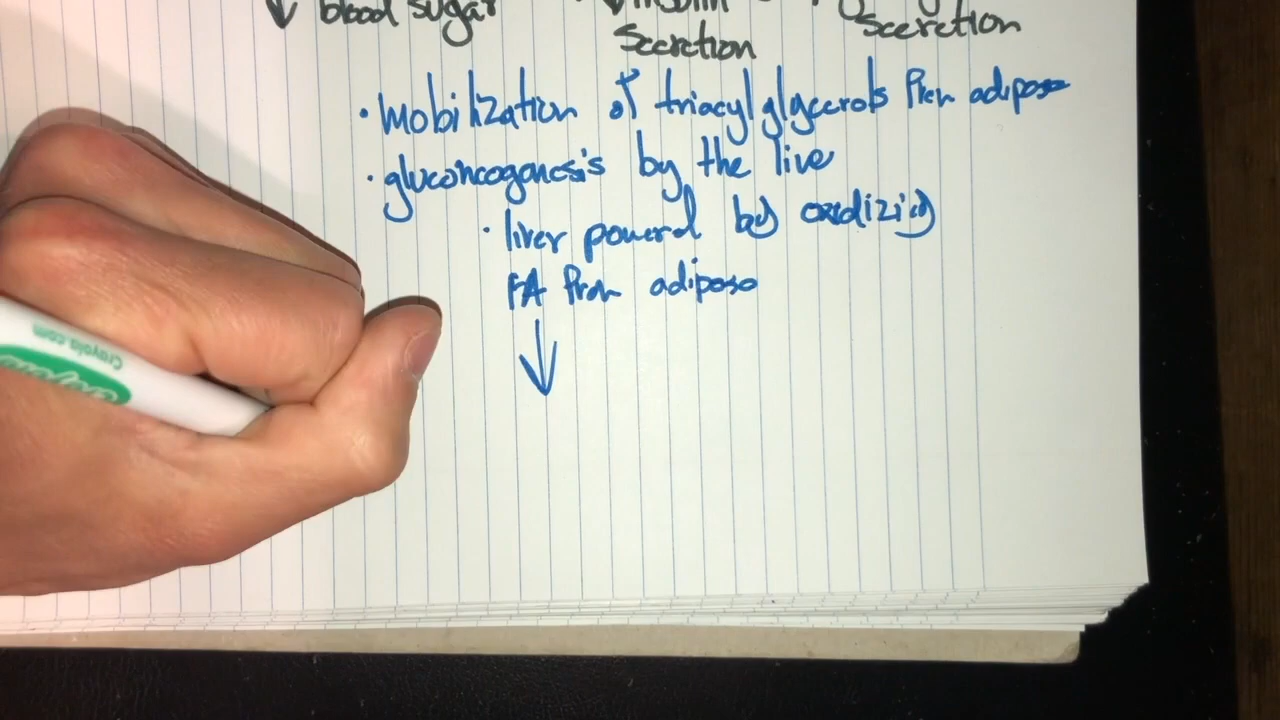 ↓ blood sugar
secretion
secretion
• mobilization of triacylglycerols from adipose
• gluconeogenesis by the live
• liver powered by oxidizing
FA from adipose
↓
Crayola.com
Crayola